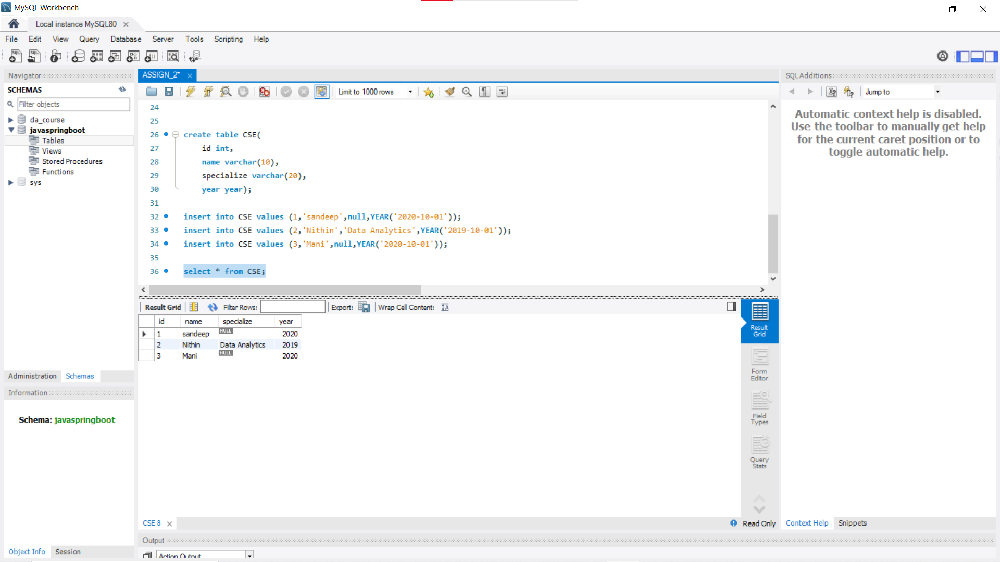 MySQL Workbench
Local instance MySQL80
File Edit View Query Database Server Tools Scripting Help
Navigator
SCHEMAS
Filter objects
da_course
javaspringboot
Tables
Views
Stored Procedures
Functions
sys
Administration Schemas
Information
Schema: javaspringboot
Object Info Session
ASSIGN_2*
Limit to 1000 rows
24
25
26 create table CSE(
27 id int,
28 name varchar(10),
29 specialize varchar(20),
30 year year);
31
32 insert into CSE values (1,'sandeep',null,YEAR('2020-10-01'));
33 insert into CSE values (2,'Nithin','Data Analytics',YEAR('2019-10-01'));
34 insert into CSE values (3,'Mani',null,YEAR('2020-10-01'));
35
36 select * from CSE;
Result Grid Filter Rows: Export: Wrap Cell Content:
id name specialize year
1 sandeep NULL 2020
2 Nithin Data Analytics 2019
3 Mani NULL 2020
Result
Grid
Form
Editor
Field
Types
Query
Stats
CSE 8
Read Only
Output
Action Output
SQLAdditions
Jump to
Automatic context help is disabled.
Use the toolbar to manually get help
for the current caret position or to
toggle automatic help.
Context Help Snippets